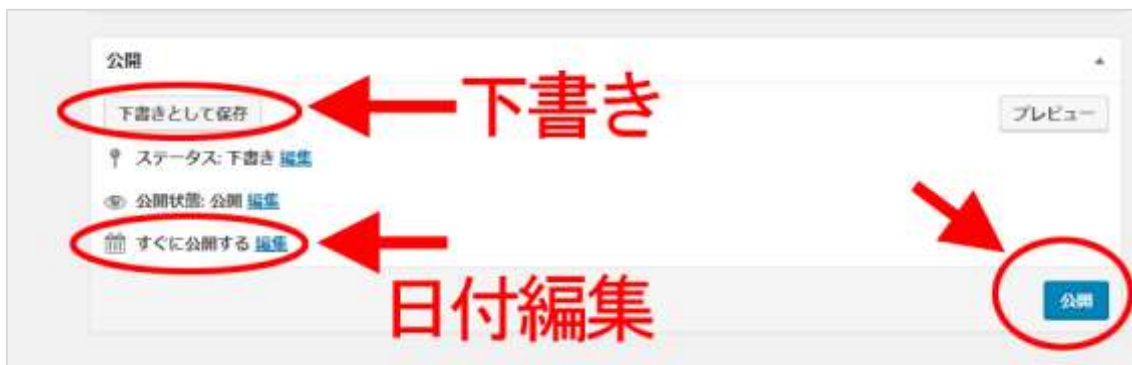 公開
下書きとして保存
下書き
プレビュー
ステータス: 下書き 編集
公開状態: 公開 編集
すぐに公開する 編集
日付編集
公開